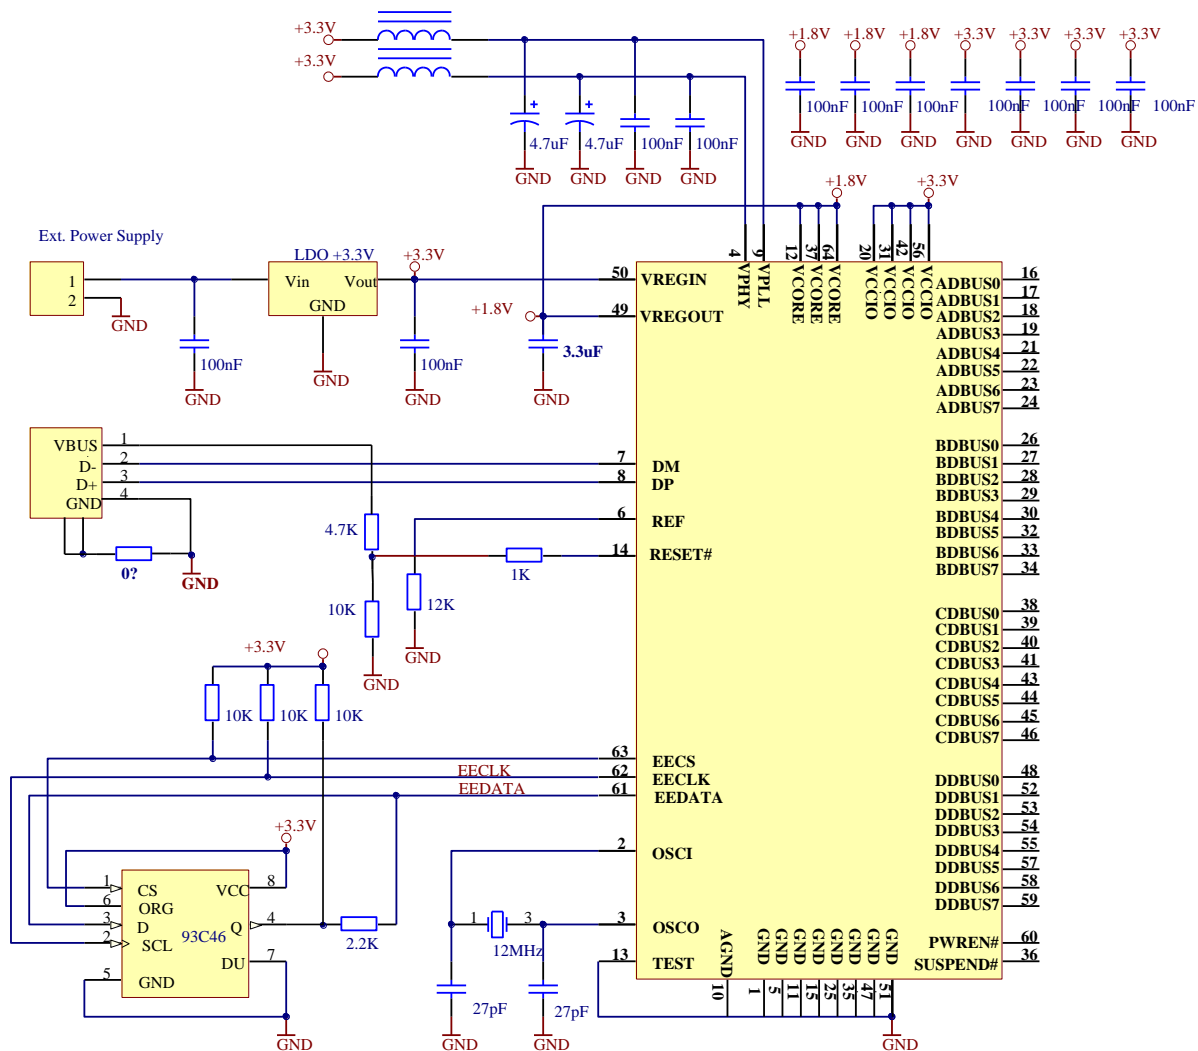 +3.3V
+3.3V
4.7uF
4.7uF
100nF
100nF
GND
GND
GND
GND
+1.8V
+1.8V
+1.8V
+3.3V
+3.3V
+3.3V
+3.3V
100nF
100nF
100nF
100nF
100nF
100nF
100nF
GND
GND
GND
GND
GND
GND
GND
Ext. Power Supply
1
2
GND
100nF
GND
LDO +3.3V
Vin
Vout
GND
GND
+3.3V
100nF
GND
+1.8V
3.3uF
GND
+1.8V
+3.3V
4
9
12
37
64
20
31
42
56
VPHY
VPLL
VCORE
VCORE
VCORE
VCCIO
VCCIO
VCCIO
VCCIO
50
VREGIN
49
VREGOUT
7
DM
8
DP
6
REF
14
RESET#
63
EECS
62
EECLK
61
EEDATA
2
OSCI
3
OSCO
13
TEST
ADBUS0
16
ADBUS1
17
ADBUS2
18
ADBUS3
19
ADBUS4
21
ADBUS5
22
ADBUS6
23
ADBUS7
24
BDBUS0
26
BDBUS1
27
BDBUS2
28
BDBUS3
29
BDBUS4
30
BDBUS5
32
BDBUS6
33
BDBUS7
34
CDBUS0
38
CDBUS1
39
CDBUS2
40
CDBUS3
41
CDBUS4
43
CDBUS5
44
CDBUS6
45
CDBUS7
46
DDBUS0
48
DDBUS1
52
DDBUS2
53
DDBUS3
54
DDBUS4
55
DDBUS5
57
DDBUS6
58
DDBUS7
59
PWREN#
60
SUSPEND#
36
AGND
GND
GND
GND
GND
GND
GND
GND
GND
10
1
5
11
15
25
35
47
51
GND
VBUS
D-
D+
GND
1
2
3
4
0?
GND
4.7K
10K
GND
1K
12K
GND
+3.3V
10K
10K
10K
EECLK
EEDATA
+3.3V
1
6
3
2
5
CS
ORG
D
SCL
GND
93C46
VCC
Q
DU
8
4
7
2.2K
GND
1
3
12MHz
27pF
27pF
GND
GND